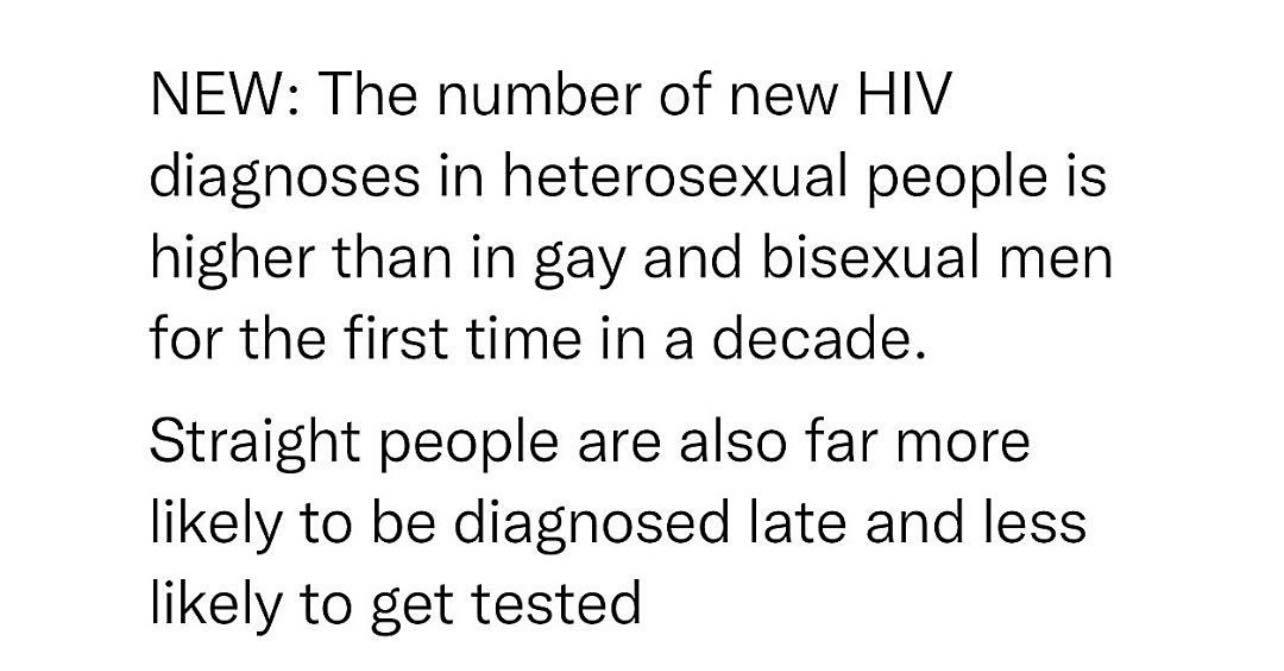 NEW: The number of new HIV
diagnoses in heterosexual people is
higher than in gay and bisexual men
for the first time in a decade.
Straight people are also far more
likely to be diagnosed late and less
likely to get tested